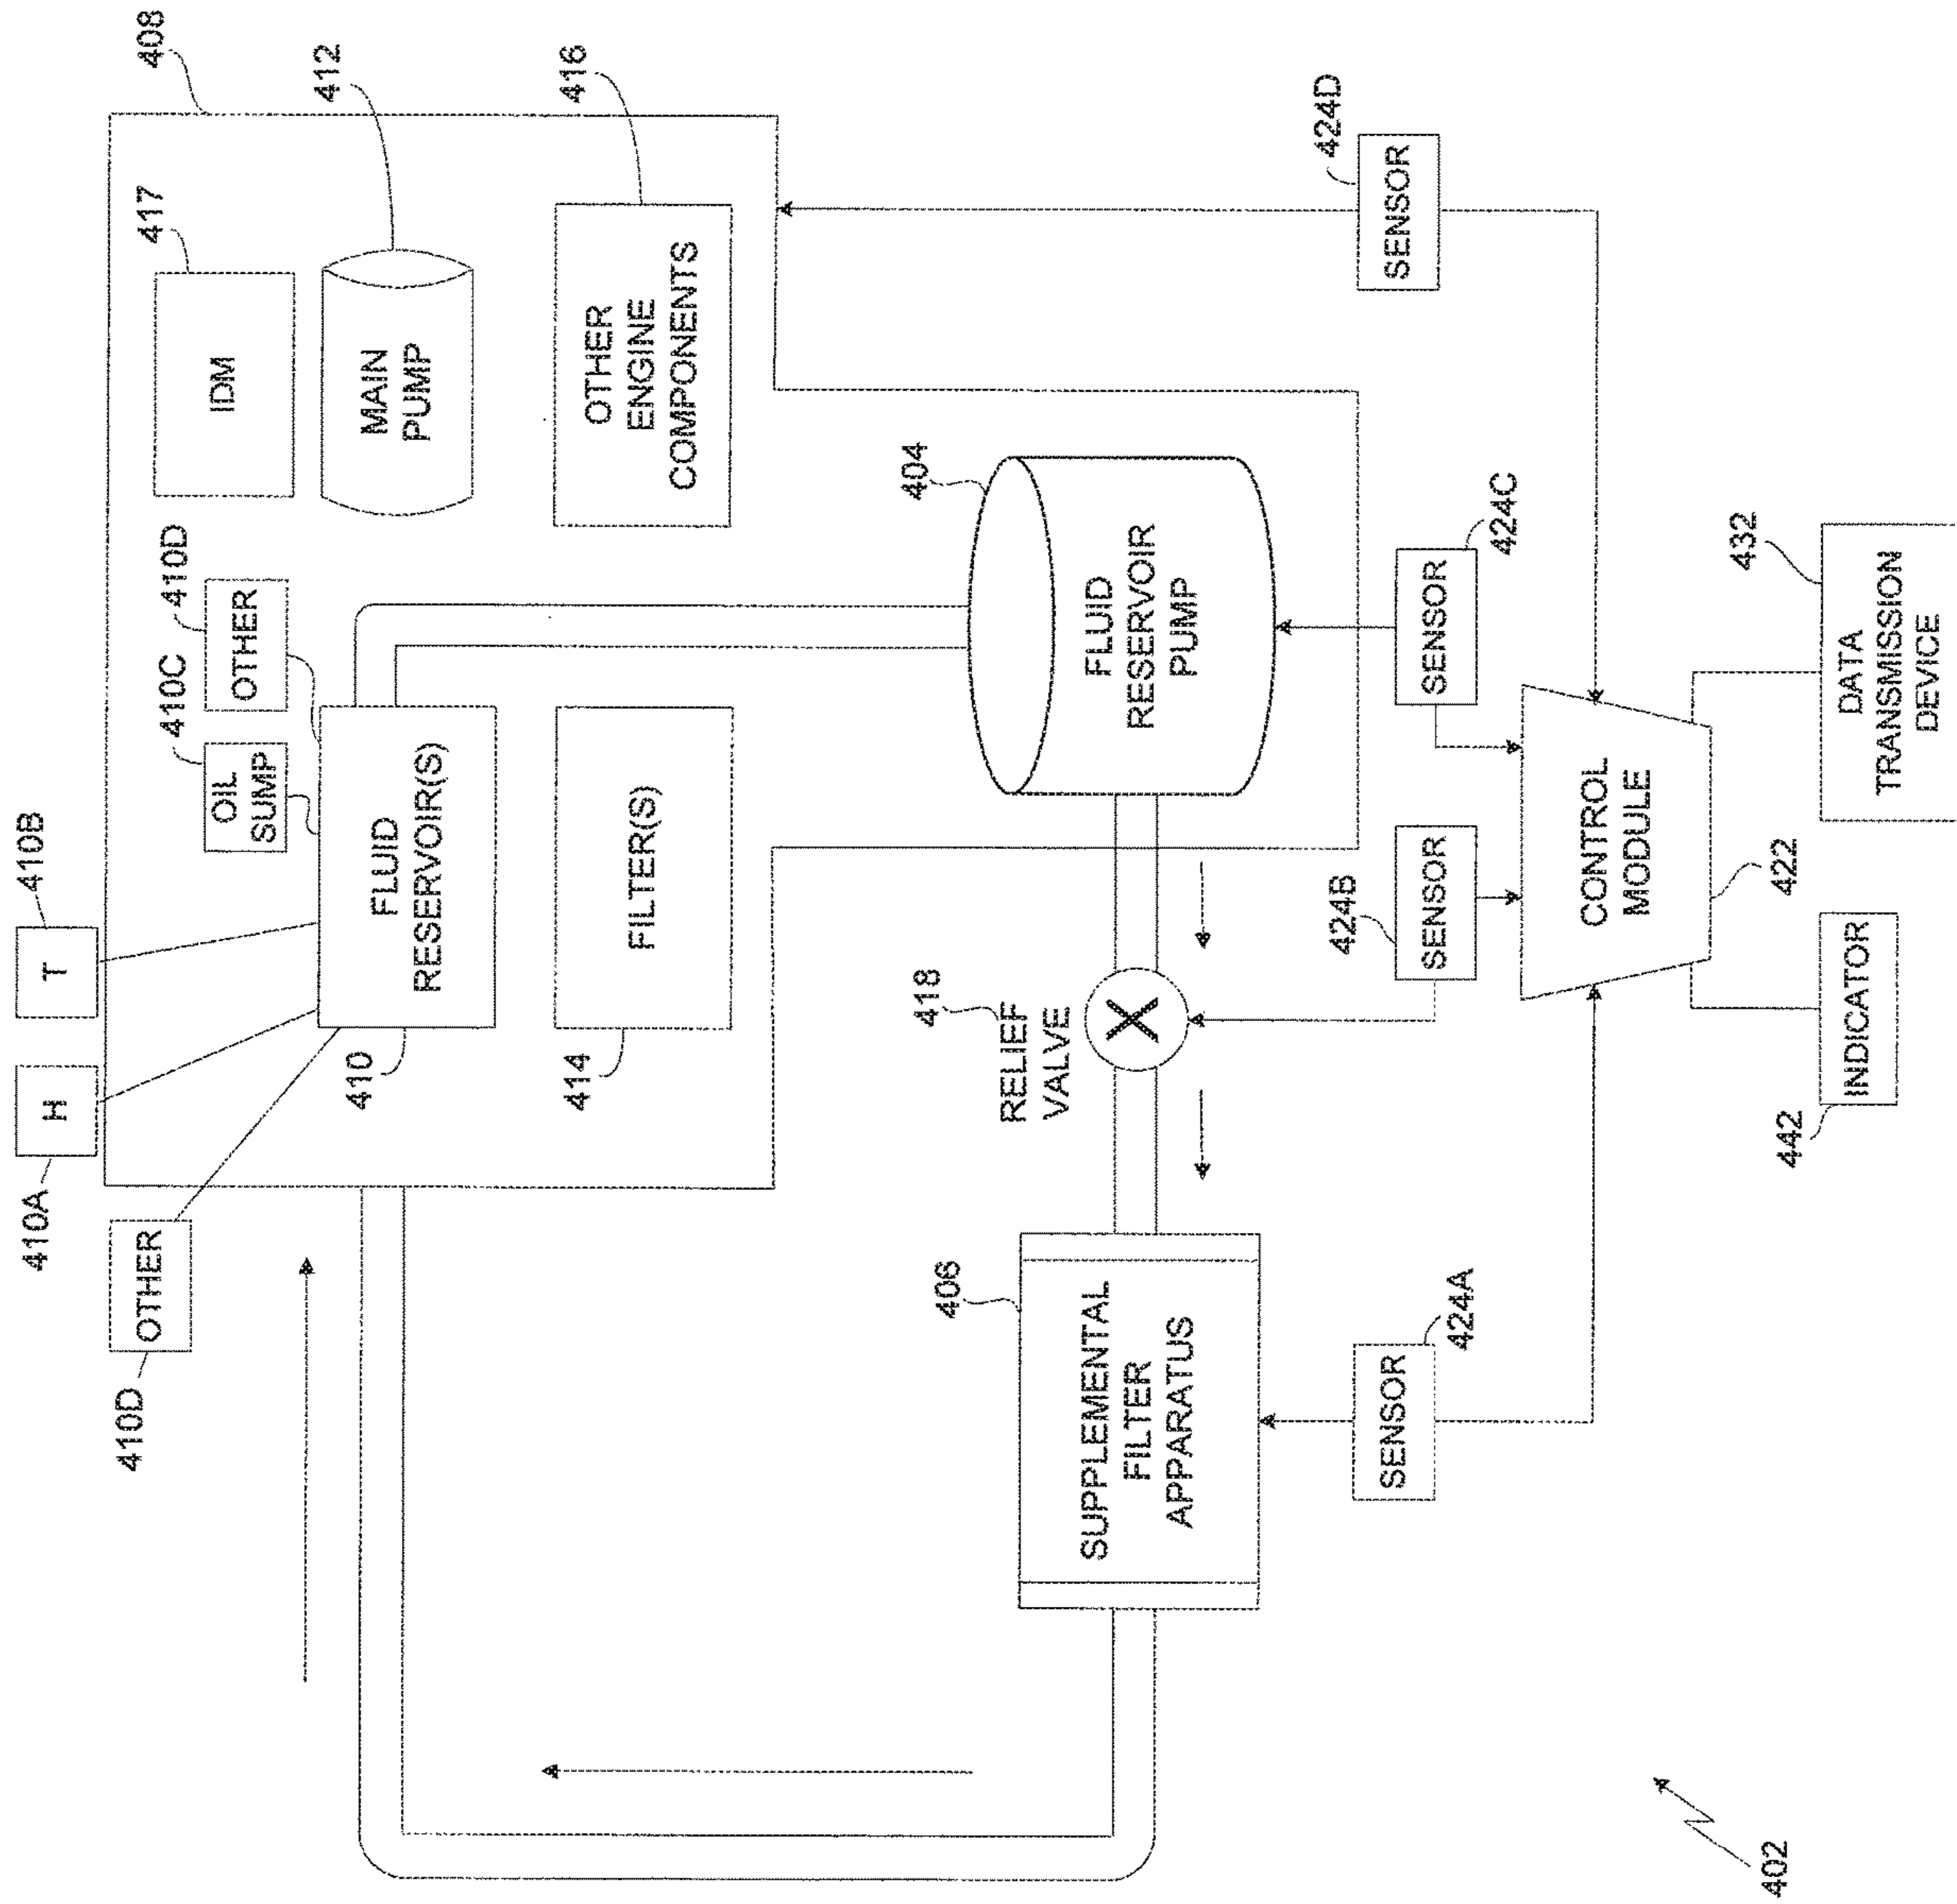 408
412
416
417
IDM
MAIN
PUMP
OTHER
ENGINE
COMPONENTS
410D
OTHER
410C
OIL
SUMP
410B
T
410A
H
410D
OTHER
FLUID
RESERVOIR(S)
410
FILTER(S)
414
404
FLUID
RESERVOIR
PUMP
418
RELIEF
VALVE
406
SUPPLEMENTAL
FILTER
APPARATUS
424D
SENSOR
424C
SENSOR
424B
SENSOR
424A
SENSOR
CONTROL
MODULE
422
432
DATA
TRANSMISSION
DEVICE
442
INDICATOR
402